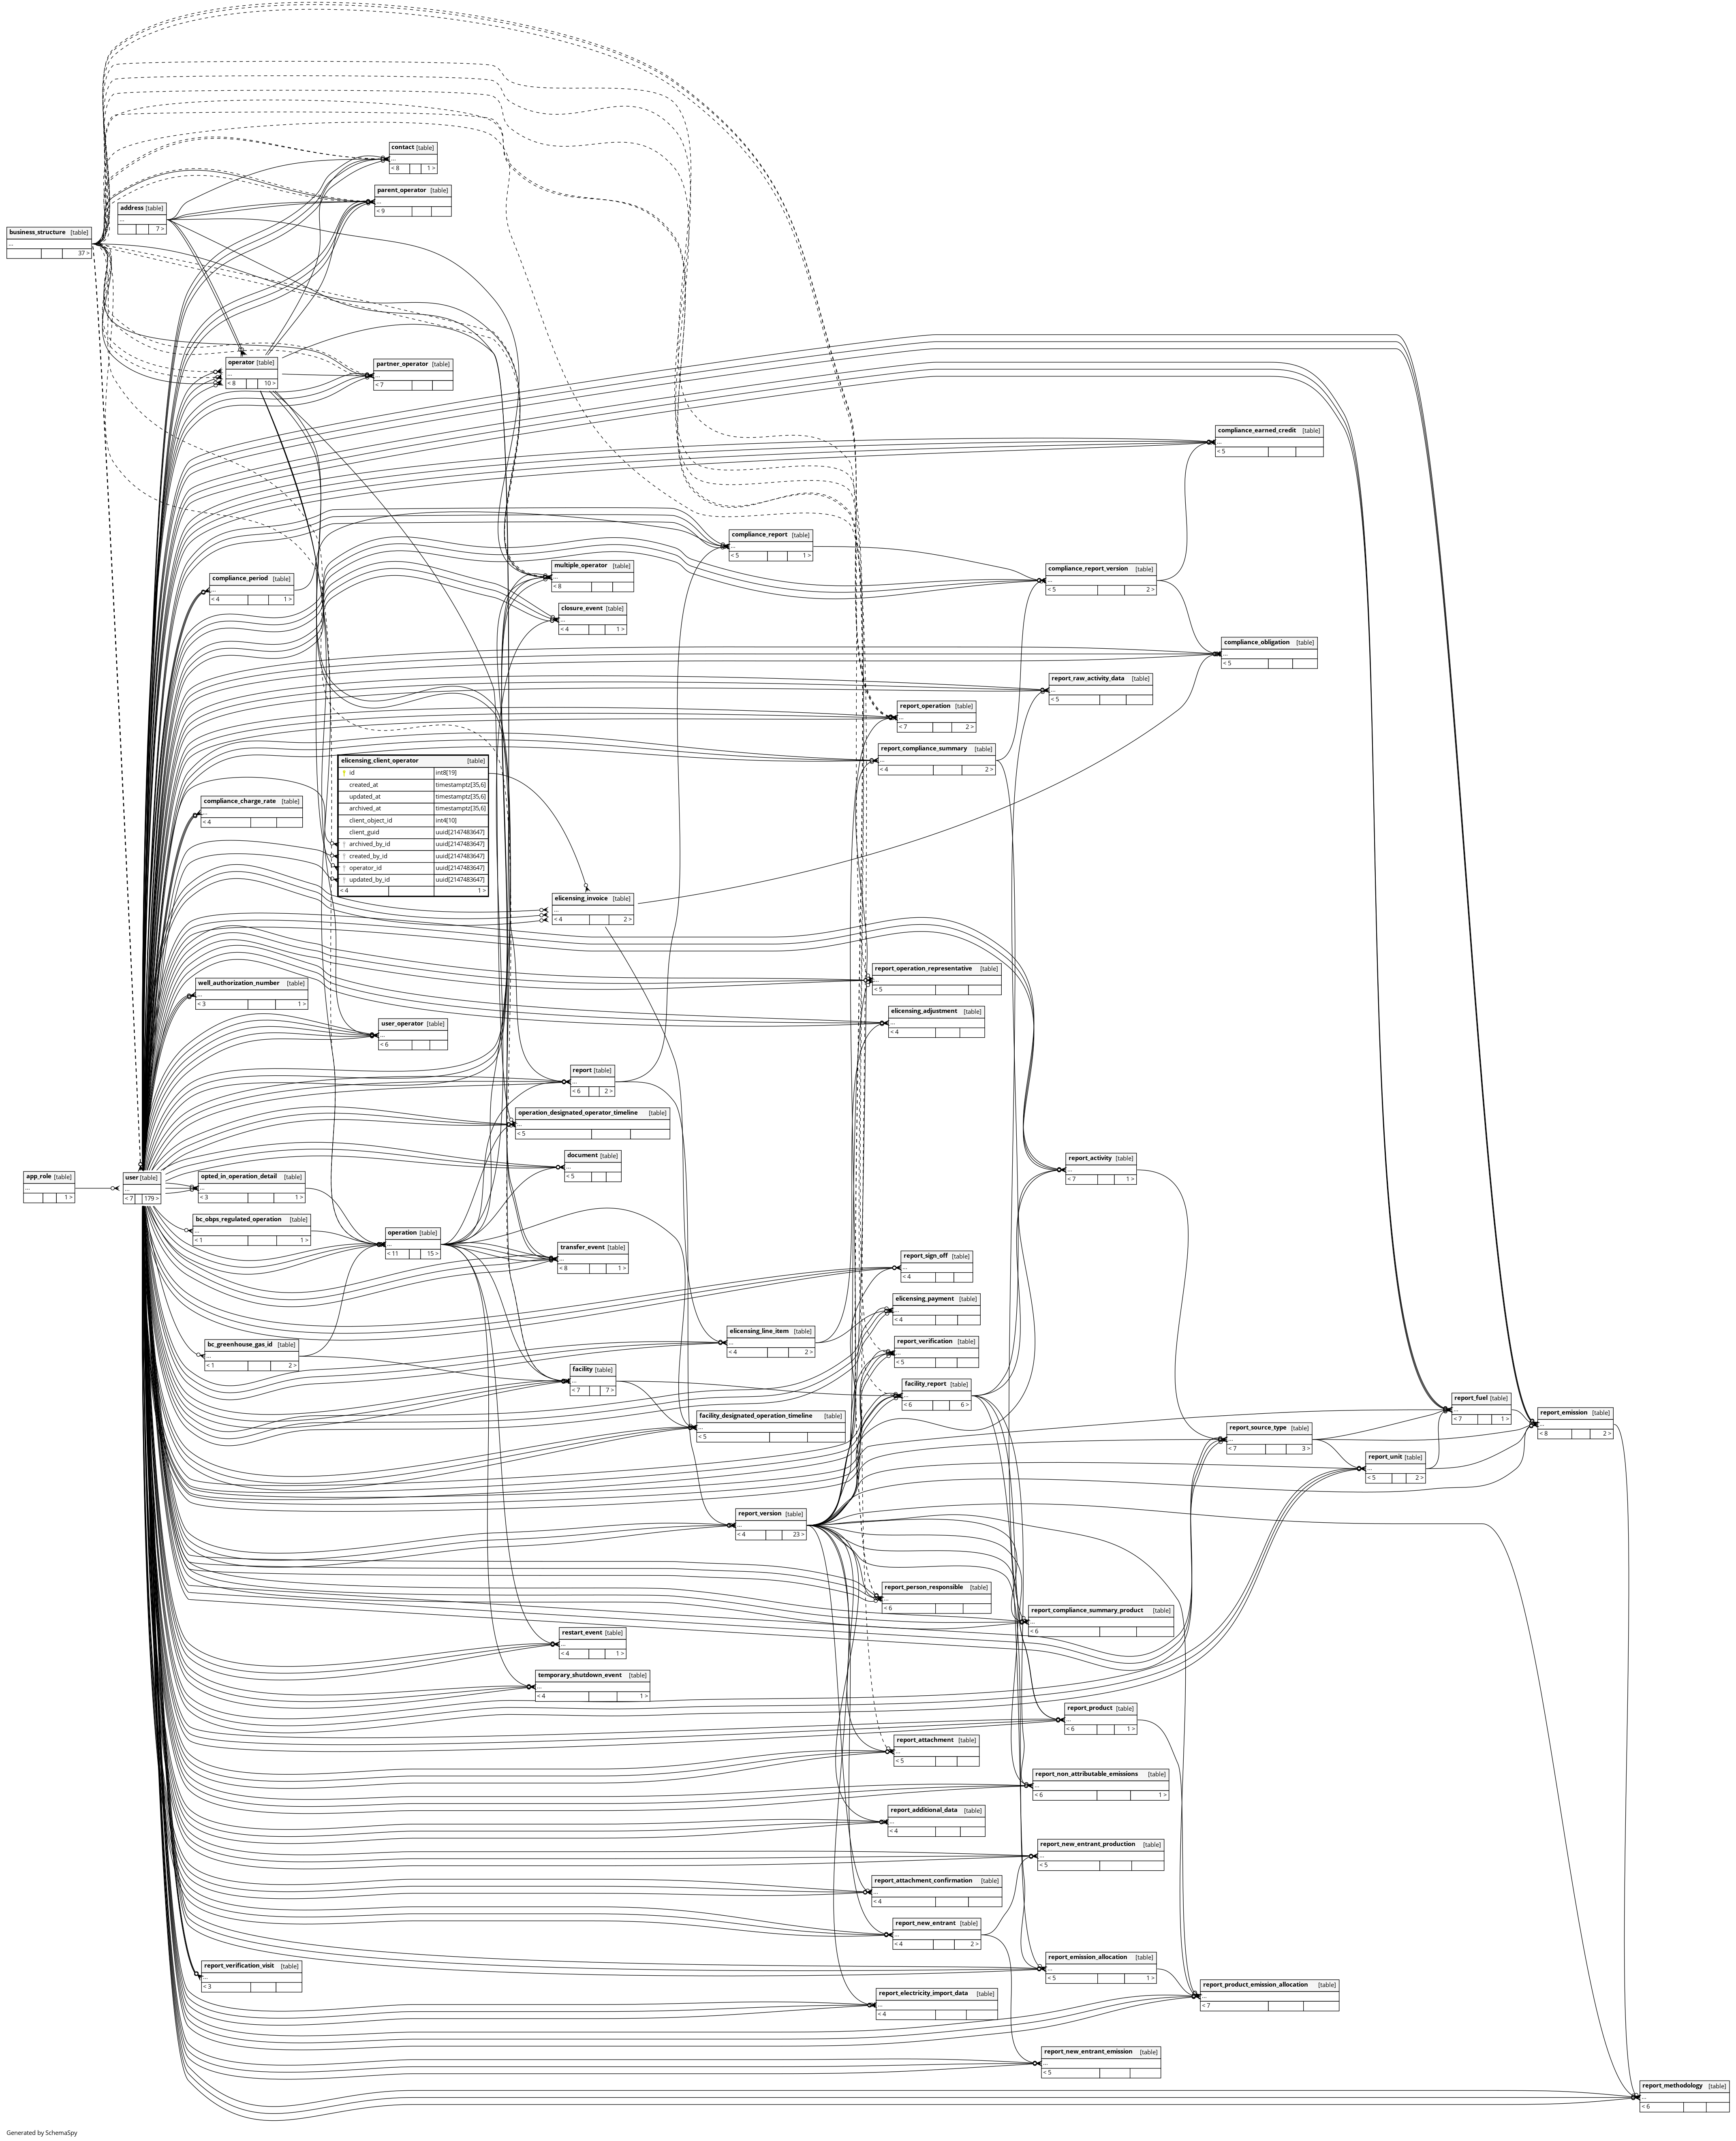 contact [table]
...
< 8 1 >
parent_operator [table]
...
< 9
address [table]
...
7 >
business_structure [table]
...
37 >
operator [table]
...
< 8 10 >
partner_operator [table]
...
< 7
compliance_earned_credit [table]
...
< 5
compliance_report [table]
...
< 5 1 >
multiple_operator [table]
...
< 8
compliance_report_version [table]
...
< 5 2 >
compliance_period [table]
...
< 4 1 >
closure_event [table]
...
< 4 1 >
compliance_obligation [table]
...
< 5
report_raw_activity_data [table]
...
< 5
report_operation [table]
...
< 7 2 >
report_compliance_summary [table]
...
< 4 2 >
elicensing_client_operator [table]
id int8[19]
created_at timestamptz[35,6]
updated_at timestamptz[35,6]
archived_at timestamptz[35,6]
client_object_id int4[10]
client_guid uuid[2147483647]
archived_by_id uuid[2147483647]
created_by_id uuid[2147483647]
operator_id uuid[2147483647]
updated_by_id uuid[2147483647]
< 4 1 >
compliance_charge_rate [table]
...
< 4
elicensing_invoice [table]
...
< 4 2 >
report_operation_representative [table]
...
< 5
well_authorization_number [table]
...
< 3 1 >
elicensing_adjustment [table]
...
< 4
user_operator [table]
...
< 6
report [table]
...
< 6 2 >
operation_designated_operator_timeline [table]
...
< 5
document [table]
...
< 5
report_activity [table]
...
< 7 1 >
app_role [table]
...
1 >
user [table]
...
< 7 179 >
opted_in_operation_detail [table]
...
< 3 1 >
bc_obps_regulated_operation [table]
...
< 1 1 >
operation [table]
...
< 11 15 >
transfer_event [table]
...
< 8 1 >
report_sign_off [table]
...
< 4
elicensing_payment [table]
...
< 4
elicensing_line_item [table]
...
< 4 2 >
report_verification [table]
...
< 5
bc_greenhouse_gas_id [table]
...
< 1 2 >
facility [table]
...
< 7 7 >
facility_report [table]
...
< 6 6 >
facility_designated_operation_timeline [table]
...
< 5
report_fuel [table]
...
< 7 1 >
report_emission [table]
...
< 8 2 >
report_source_type [table]
...
< 7 3 >
report_unit [table]
...
< 5 2 >
report_version [table]
...
< 4 23 >
report_person_responsible [table]
...
< 6
report_compliance_summary_product [table]
...
< 6
restart_event [table]
...
< 4 1 >
temporary_shutdown_event [table]
...
< 4 1 >
report_product [table]
...
< 6 1 >
report_attachment [table]
...
< 5
report_non_attributable_emissions [table]
...
< 6 1 >
report_additional_data [table]
...
< 4
report_new_entrant_production [table]
...
< 5
report_attachment_confirmation [table]
...
< 4
report_new_entrant [table]
...
< 4 2 >
report_emission_allocation [table]
...
< 5 1 >
report_verification_visit [table]
...
< 3
report_product_emission_allocation [table]
...
< 7
report_electricity_import_data [table]
...
< 4
report_new_entrant_emission [table]
...
< 5
report_methodology [table]
...
< 6
Generated by SchemaSpy